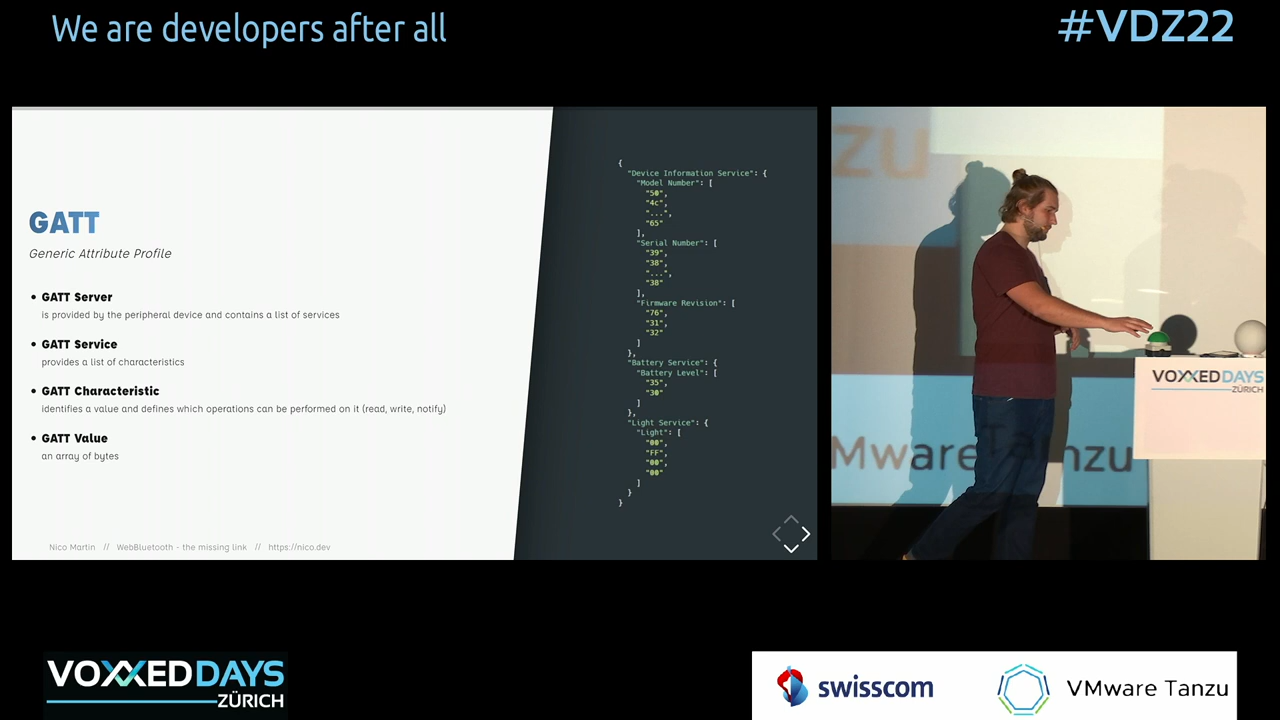 We are developers after all
#VDZ22
GATT
Generic Attribute Profile
• GATT Server
is provided by the peripheral device and contains a list of services
• GATT Service
provides a list of characteristics
• GATT Characteristic
identifies a value and defines which operations can be performed on it (read, write, notify)
• GATT Value
an array of bytes
Nico Martin // WebBluetooth - the missing link // https://nico.dev
{
"Device Information Service": {
"Model Number": [
"50",
"4c",
"...",
"65"
],
"Serial Number": [
"39",
"38",
"...",
"38"
],
"Firmware Revision": [
"76",
"31",
"32"
]
},
"Battery Service": {
"Battery Level": [
"35",
"30"
]
},
"Light Service": {
"Light": [
"00",
"FF",
"00",
"00"
]
}
}
zu
Mware Tanzu
VOXXED DAYS
ZÜRICH
VOXXED DAYS
ZÜRICH
swisscom
VMware Tanzu